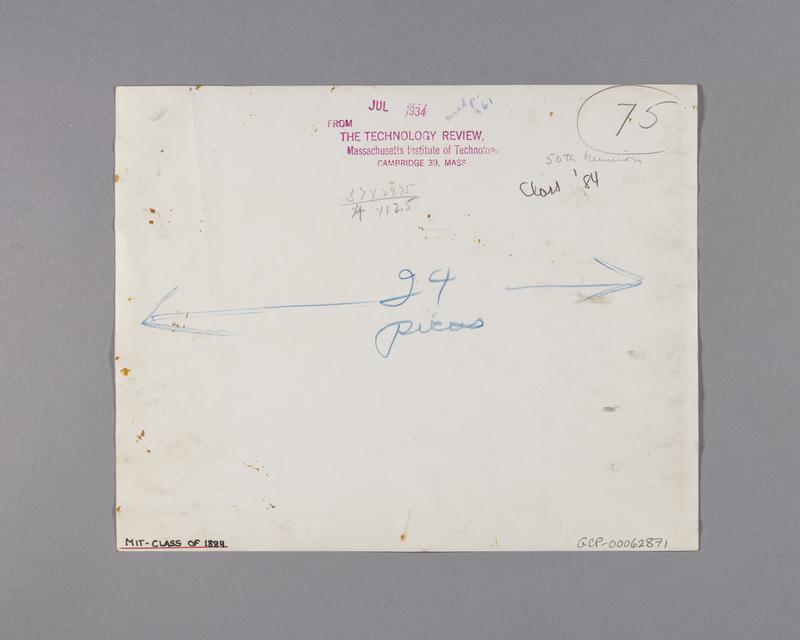 JUL 1934
75
FROM
THE TECHNOLOGY REVIEW,
Massachusetts Institute of Technology
CAMBRIDGE 39, MASS.
50th Reunion
Class '84
24
picas
MIT-CLASS OF 1884
GCP-00062871